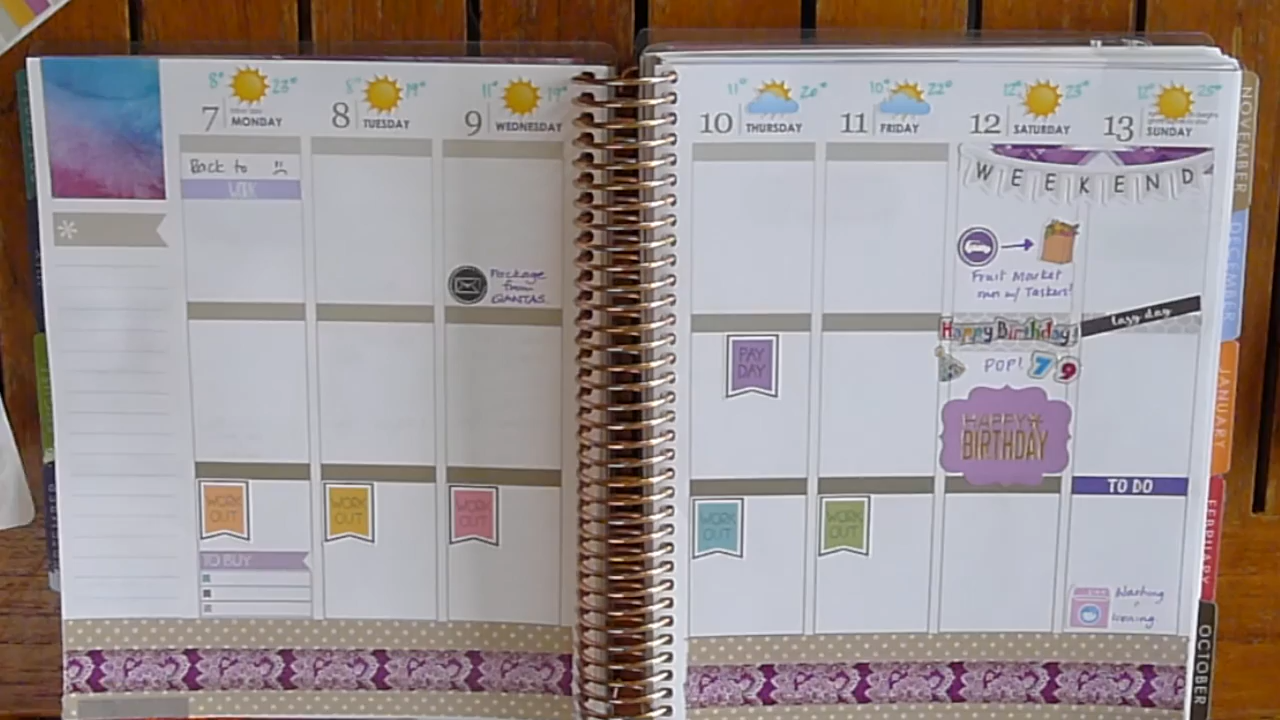 8° 23°
7 MONDAY
8° 19°
8 TUESDAY
11° 19°
9 WEDNESDAY
11° 20°
10 THURSDAY
10° 22°
11 FRIDAY
12° 23°
12 SATURDAY
12° 25°
13 SUNDAY
Back to
WORK
Package
from
QANTAS
WEEKEND
Fruit Market
run w/ Taskers!
PAY
DAY
Happy Birthday!
POP! 79
HAPPY
BIRTHDAY
lazy day
WORK
OUT
WORK
OUT
WORK
OUT
WORK
OUT
WORK
OUT
TO BUY
TO DO
Washing
+
Ironing
NOVEMBER
DECEMBER
JANUARY
FEBRUARY
OCTOBER